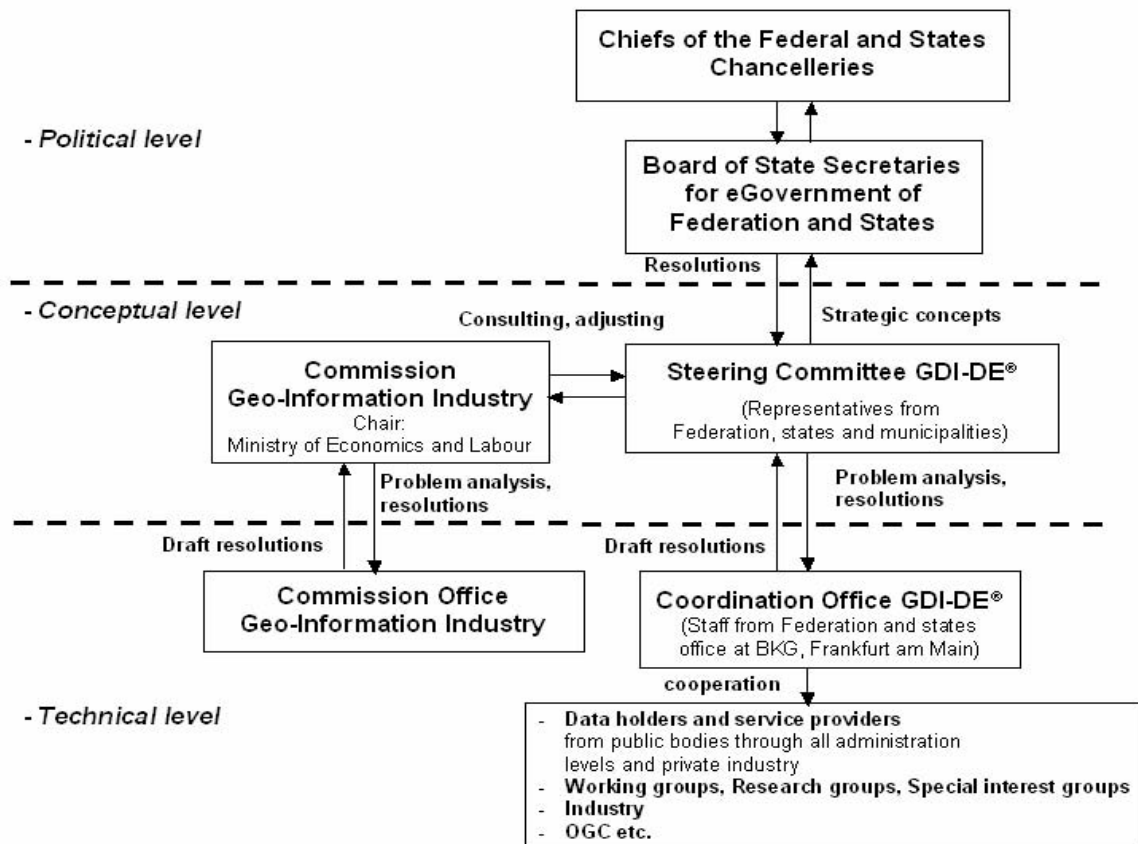 Chiefs of the Federal and States
Chancelleries
- Political level
Board of State Secretaries
for eGovernment of
Federation and States
Resolutions
- Conceptual level
Consulting, adjusting
Strategic concepts
Commission
Geo-Information Industry
Chair:
Ministry of Economics and Labour
Steering Committee GDI-DE®
(Representatives from
Federation, states and municipalities)
Problem analysis,
resolutions
Problem analysis,
resolutions
Draft resolutions
Draft resolutions
Commission Office
Geo-Information Industry
Coordination Office GDI-DE®
(Staff from Federation and states
office at BKG, Frankfurt am Main)
cooperation
- Technical level
- Data holders and service providers
from public bodies through all administration
levels and private industry
- Working groups, Research groups, Special interest groups
- Industry
- OGC etc.